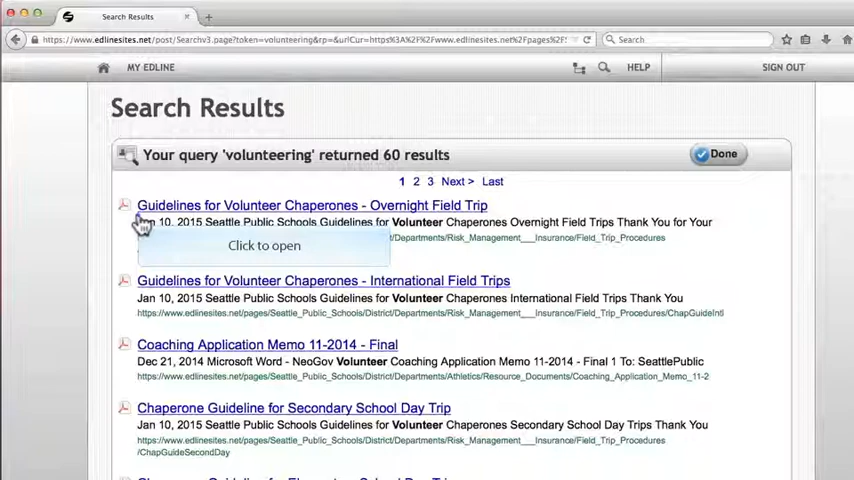 Search Results
https://www.edlinesites.net/post/Searchv3.page?token=volunteering&rp=&urlCur=https%3A%2F%2Fwww.edlinesites.net%2Fpages%2FS:
Search
MY EDLINE
HELP
SIGN OUT
Search Results
Your query 'volunteering' returned 60 results
Done
1 2 3 Next > Last
Guidelines for Volunteer Chaperones - Overnight Field Trip
10, 2015 Seattle Public Schools Guidelines for Volunteer Chaperones Overnight Field Trips Thank You for Your
t/Departments/Risk_Management___Insurance/Field_Trip_Procedures
Click to open
Guidelines for Volunteer Chaperones - International Field Trips
Jan 10, 2015 Seattle Public Schools Guidelines for Volunteer Chaperones International Field Trips Thank You
https://www.edlinesites.net/pages/Seattle_Public_Schools/District/Departments/Risk_Management___Insurance/Field_Trip_Procedures/ChapGuideIntl
Coaching Application Memo 11-2014 - Final
Dec 21, 2014 Microsoft Word - NeoGov Volunteer Coaching Application Memo 11-2014 - Final 1 To: SeattlePublic
https://www.edlinesites.net/pages/Seattle_Public_Schools/District/Departments/Athletics/Resource_Documents/Coaching_Application_Memo_11-2
Chaperone Guideline for Secondary School Day Trip
Jan 10, 2015 Seattle Public Schools Guidelines for Volunteer Chaperones Secondary School Day Trips Thank You
https://www.edlinesites.net/pages/Seattle_Public_Schools/District/Departments/Risk_Management___Insurance/Field_Trip_Procedures
/ChapGuideSecondDay